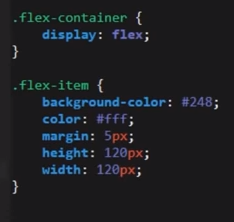 .flex-container {
    display: flex;
}
.flex-item {
    background-color: #248;
    color: #fff;
    margin: 5px;
    height: 120px;
    width: 120px;
}